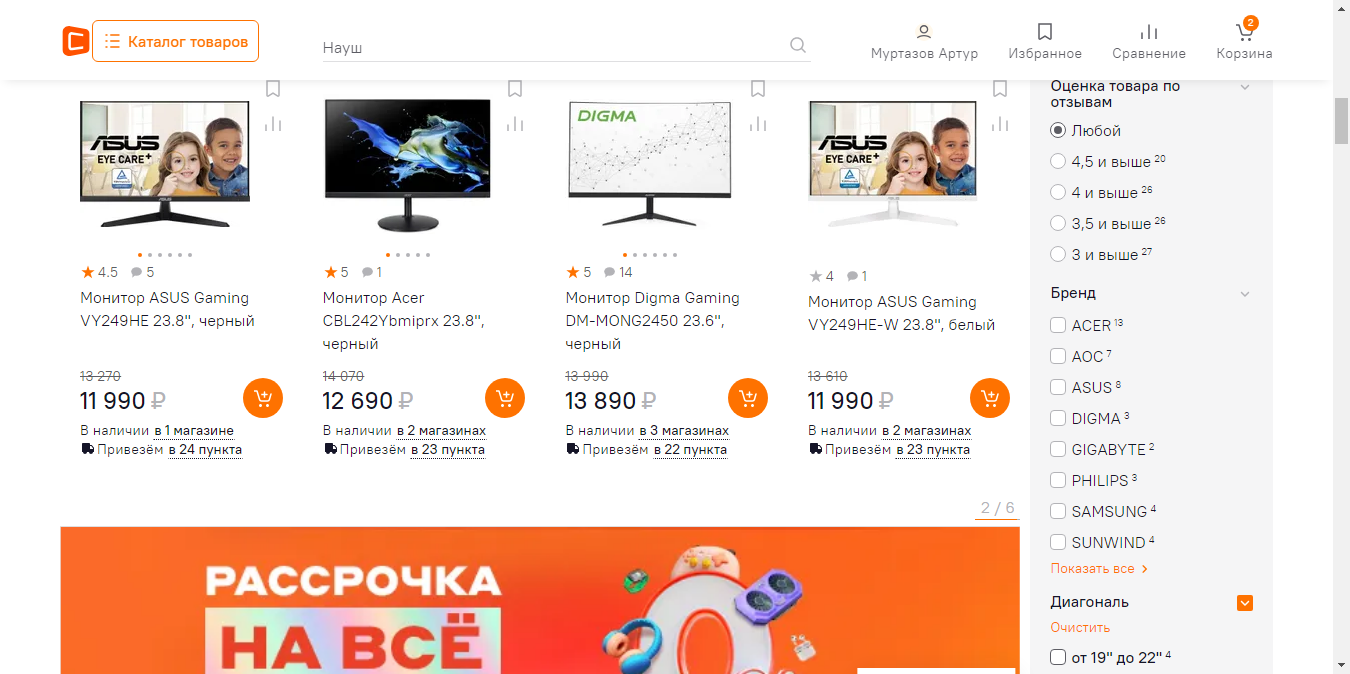 Каталог товаров
Науш
Муртазов Артур
Избранное
Сравнение
2
Корзина
ASUS
EYE CARE+
ASUS
DIGMA
ASUS
EYE CARE+
ASUS
4.5 5
Монитор ASUS Gaming
VY249HE 23.8", черный
13 270
11 990 ₽
В наличии в 1 магазине
Привезём в 24 пункта
5 1
Монитор Acer
CBL242Ybmiprx 23.8",
черный
14 070
12 690 ₽
В наличии в 2 магазинах
Привезём в 23 пункта
5 14
Монитор Digma Gaming
DM-MONG2450 23.6",
черный
13 990
13 890 ₽
В наличии в 3 магазинах
Привезём в 22 пункта
4 1
Монитор ASUS Gaming
VY249HE-W 23.8", белый
13 610
11 990 ₽
В наличии в 2 магазинах
Привезём в 23 пункта
2 / 6
РАССРОЧКА
НА ВСЁ
Оценка товара по
отзывам
Любой
4,5 и выше 20
4 и выше 26
3,5 и выше 26
3 и выше 27
Бренд
ACER 13
AOC 7
ASUS 8
DIGMA 3
GIGABYTE 2
PHILIPS 3
SAMSUNG 4
SUNWIND 4
Показать все
Диагональ
Очистить
от 19" до 22" 4